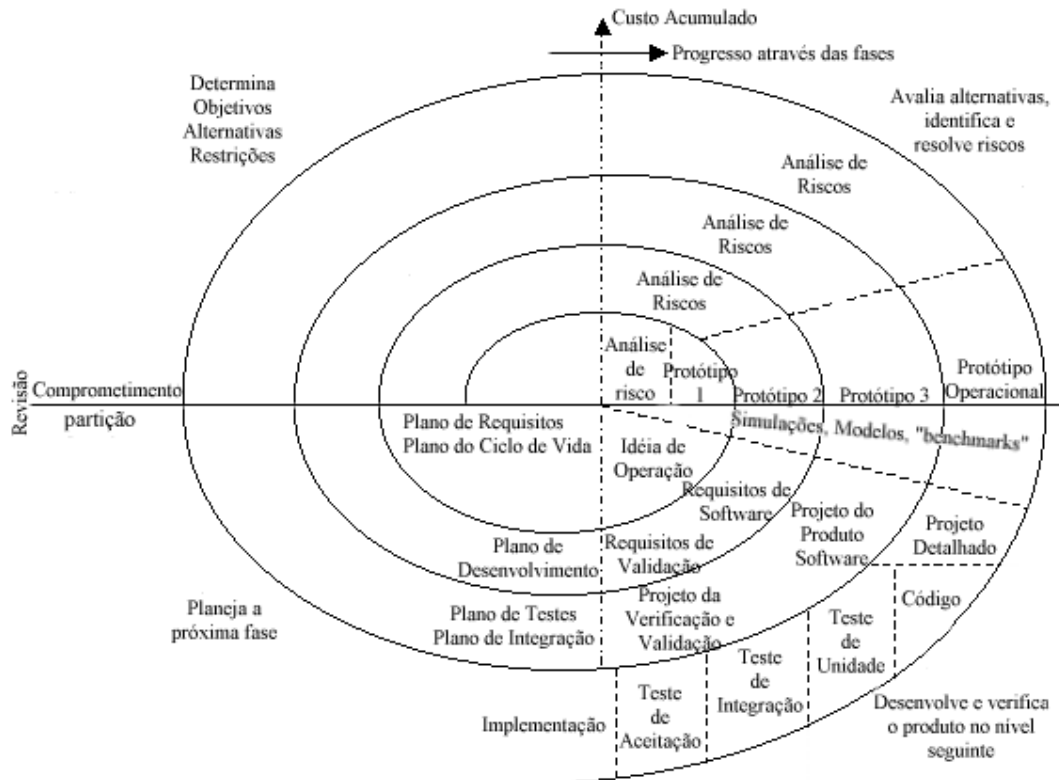 Custo Acumulado
Progresso através das fases
Determina
Objetivos
Alternativas
Restrições
Avalia alternativas,
identifica e
resolve riscos
Análise de
Riscos
Análise de
Riscos
Análise de
Riscos
Análise
de
risco
Protótipo
1
Protótipo 2
Protótipo 3
Protótipo
Operacional
Revisão
Comprometimento
partição
Simulações, Modelos, "benchmarks"
Plano de Requisitos
Plano do Ciclo de Vida
Idéia de
Operação
Requisitos de
Software
Projeto do
Produto
Software
Projeto
Detalhado
Plano de
Desenvolvimento
Requisitos de
Validação
Planeja a
próxima fase
Plano de Testes
Plano de Integração
Projeto da
Verificação e
Validação
Código
Teste
de
Unidade
Teste
de
Integração
Teste
de
Aceitação
Implementação
Desenvolve e verifica
o produto no nível
seguinte